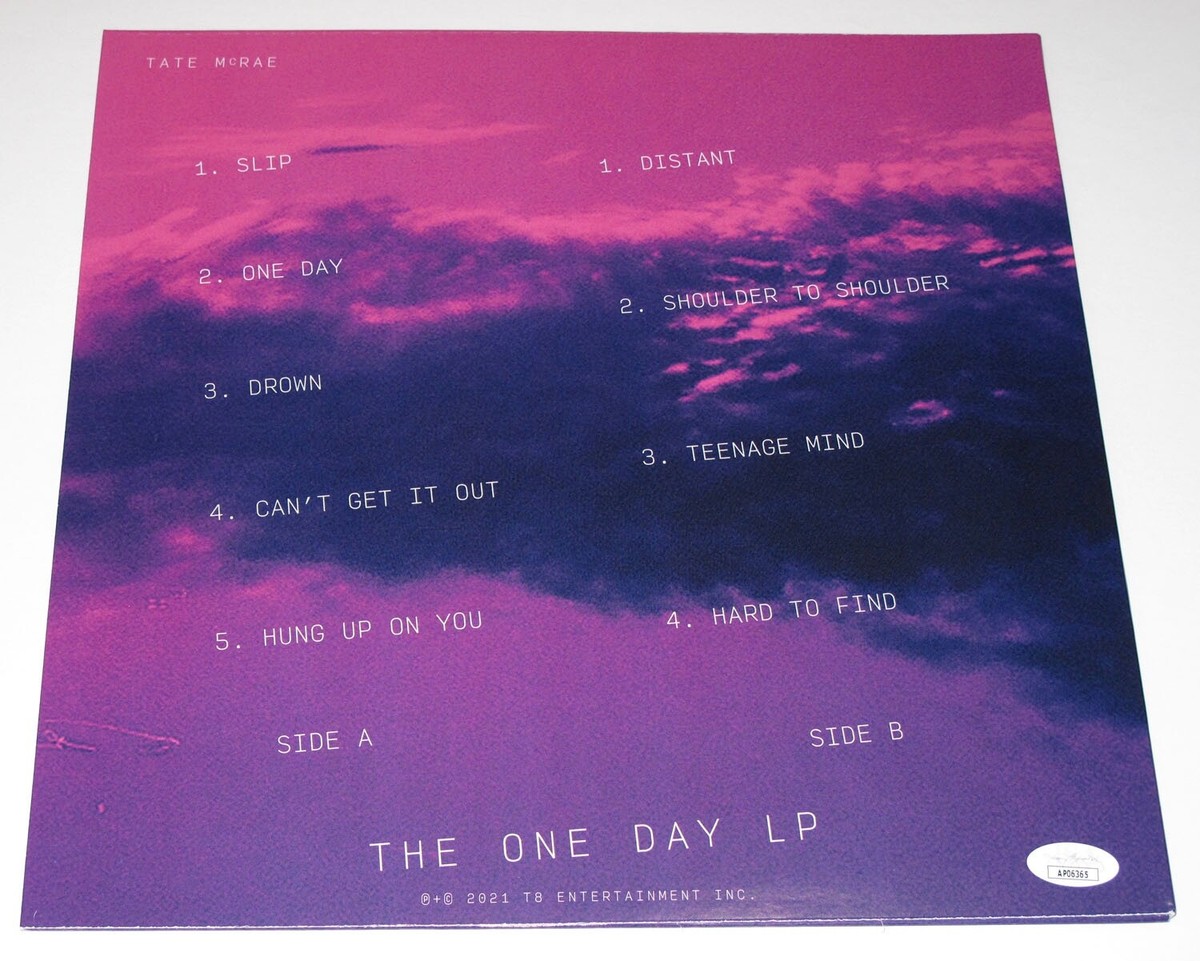 TATE McRAE
1. SLIP
2. ONE DAY
3. DROWN
4. CAN'T GET IT OUT
5. HUNG UP ON YOU
SIDE A
1. DISTANT
2. SHOULDER TO SHOULDER
3. TEENAGE MIND
4. HARD TO FIND
SIDE B
THE ONE DAY LP
℗+© 2021 T8 ENTERTAINMENT INC.
AP06365